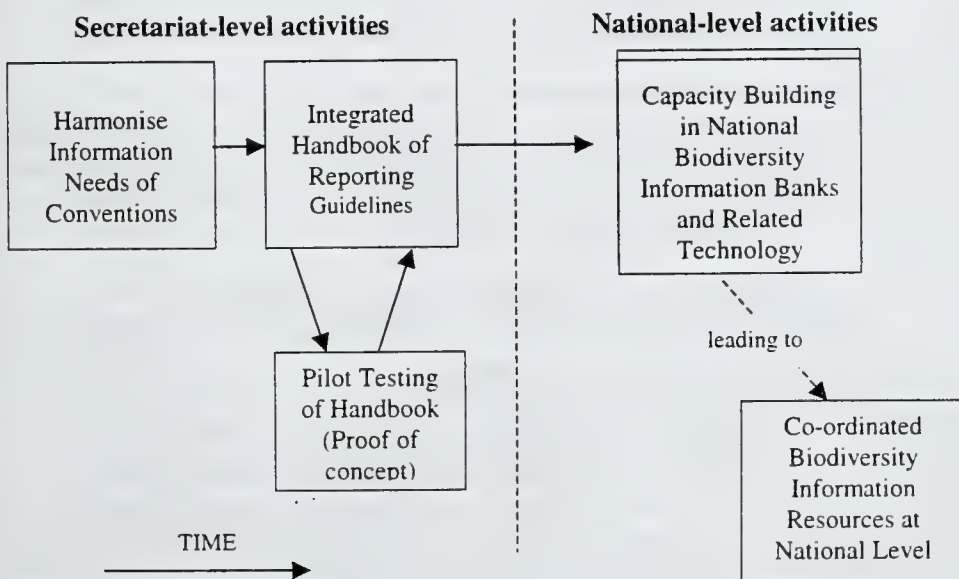 Secretariat-level activities
National-level activities
Harmonise
Information
Needs of
Conventions
Integrated
Handbook of
Reporting
Guidelines
Capacity Building
in National
Biodiversity
Information Banks
and Related
Technology
Pilot Testing
of Handbook
(Proof of
concept)
leading to
Co-ordinated
Biodiversity
Information
Resources at
National Level
TIME